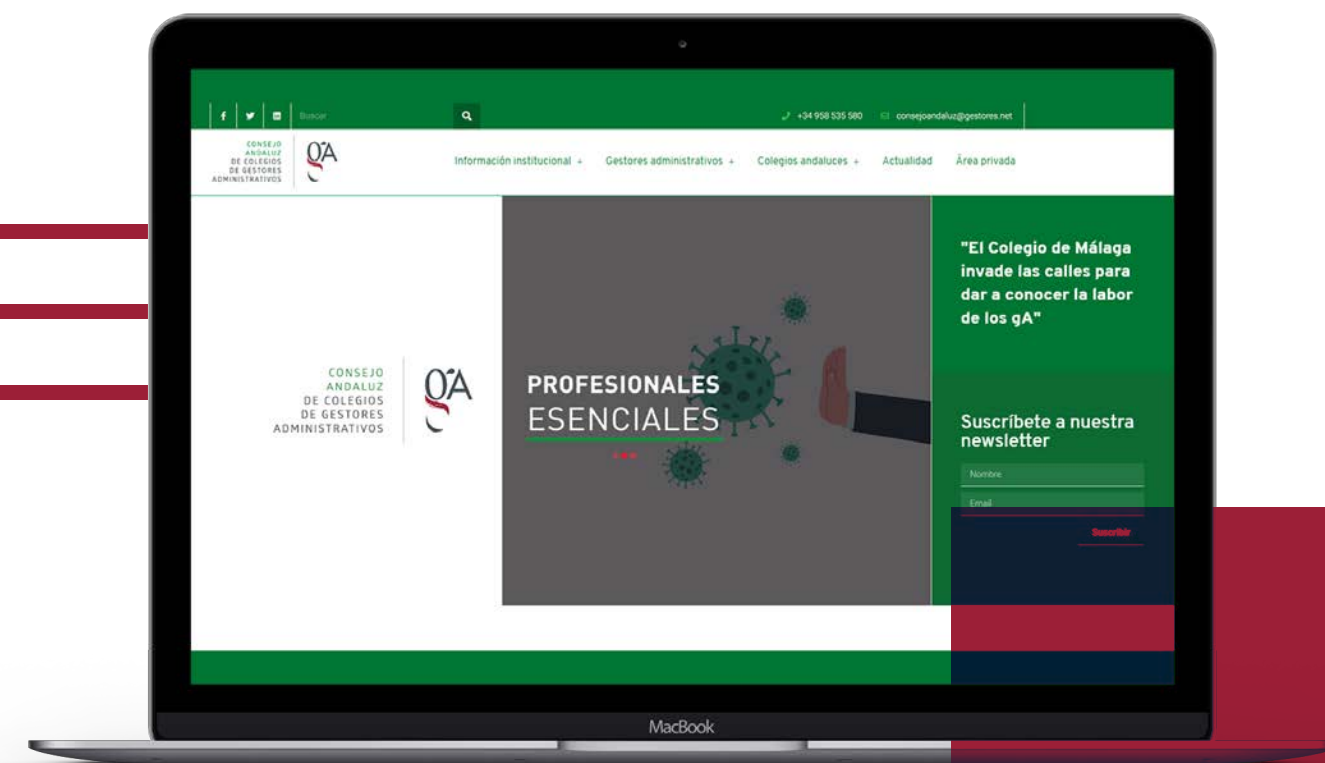 f
Buscar
+34 958 535 580
consejoandaluz@gestores.net
CONSEJO
ANDALUZ
DE COLEGIOS
DE GESTORES
ADMINISTRATIVOS
gA
Información institucional +
Gestores administrativos +
Colegios andaluces +
Actualidad
Área privada
CONSEJO
ANDALUZ
DE COLEGIOS
DE GESTORES
ADMINISTRATIVOS
gA
PROFESIONALES
ESENCIALES
"El Colegio de Málaga
invade las calles para
dar a conocer la labor
de los gA"
Suscríbete a nuestra
newsletter
Nombre
Email
Suscribir
MacBook